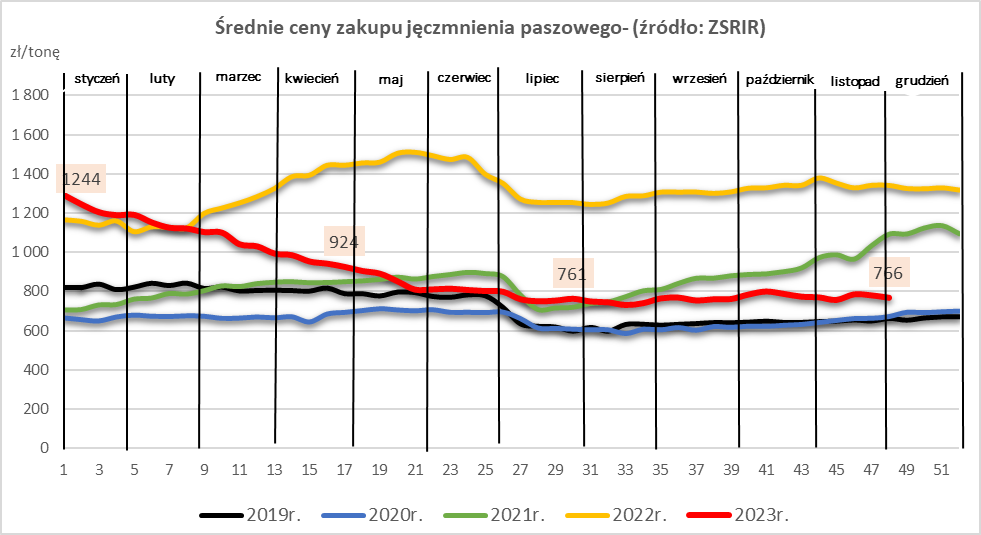 Średnie ceny zakupu jęczmnienia paszowego- (źródło: ZSRIR)
zł/tonę
styczeń luty marzec kwiecień maj czerwiec lipiec sierpień wrzesień październik listopad grudzień
1 800
1 600
1 400
1 200
1 000
800
600
400
200
0
1244
924
761
766
1 3 5 7 9 11 13 15 17 19 21 23 25 27 29 31 33 35 37 39 41 43 45 47 49 51
2019r. 2020r. 2021r. 2022r. 2023r.